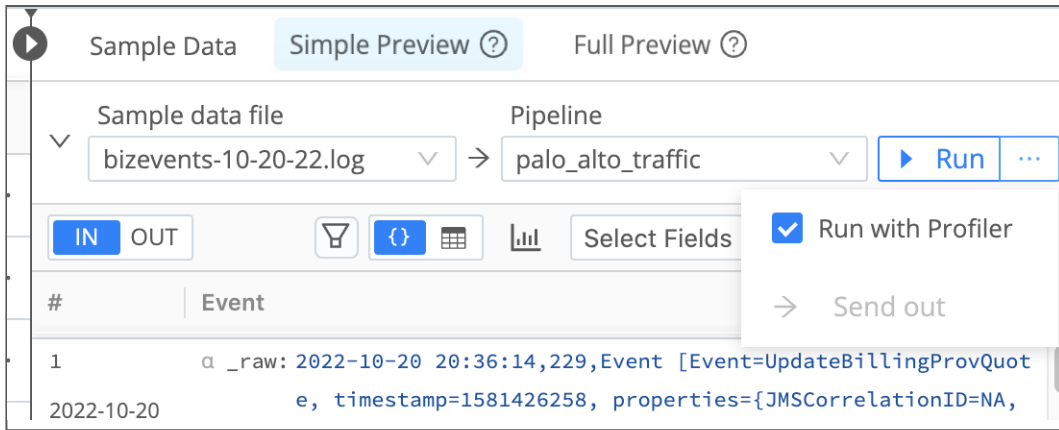 Sample Data Simple Preview ? Full Preview ?
Sample data file Pipeline
bizevents-10-20-22.log → palo_alto_traffic Run ...
IN OUT {} Select Fields
Run with Profiler
# Event
→ Send out
1 α _raw: 2022-10-20 20:36:14,229,Event [Event=UpdateBillingProvQuot
2022-10-20 e, timestamp=1581426258, properties={JMSCorrelationID=NA,